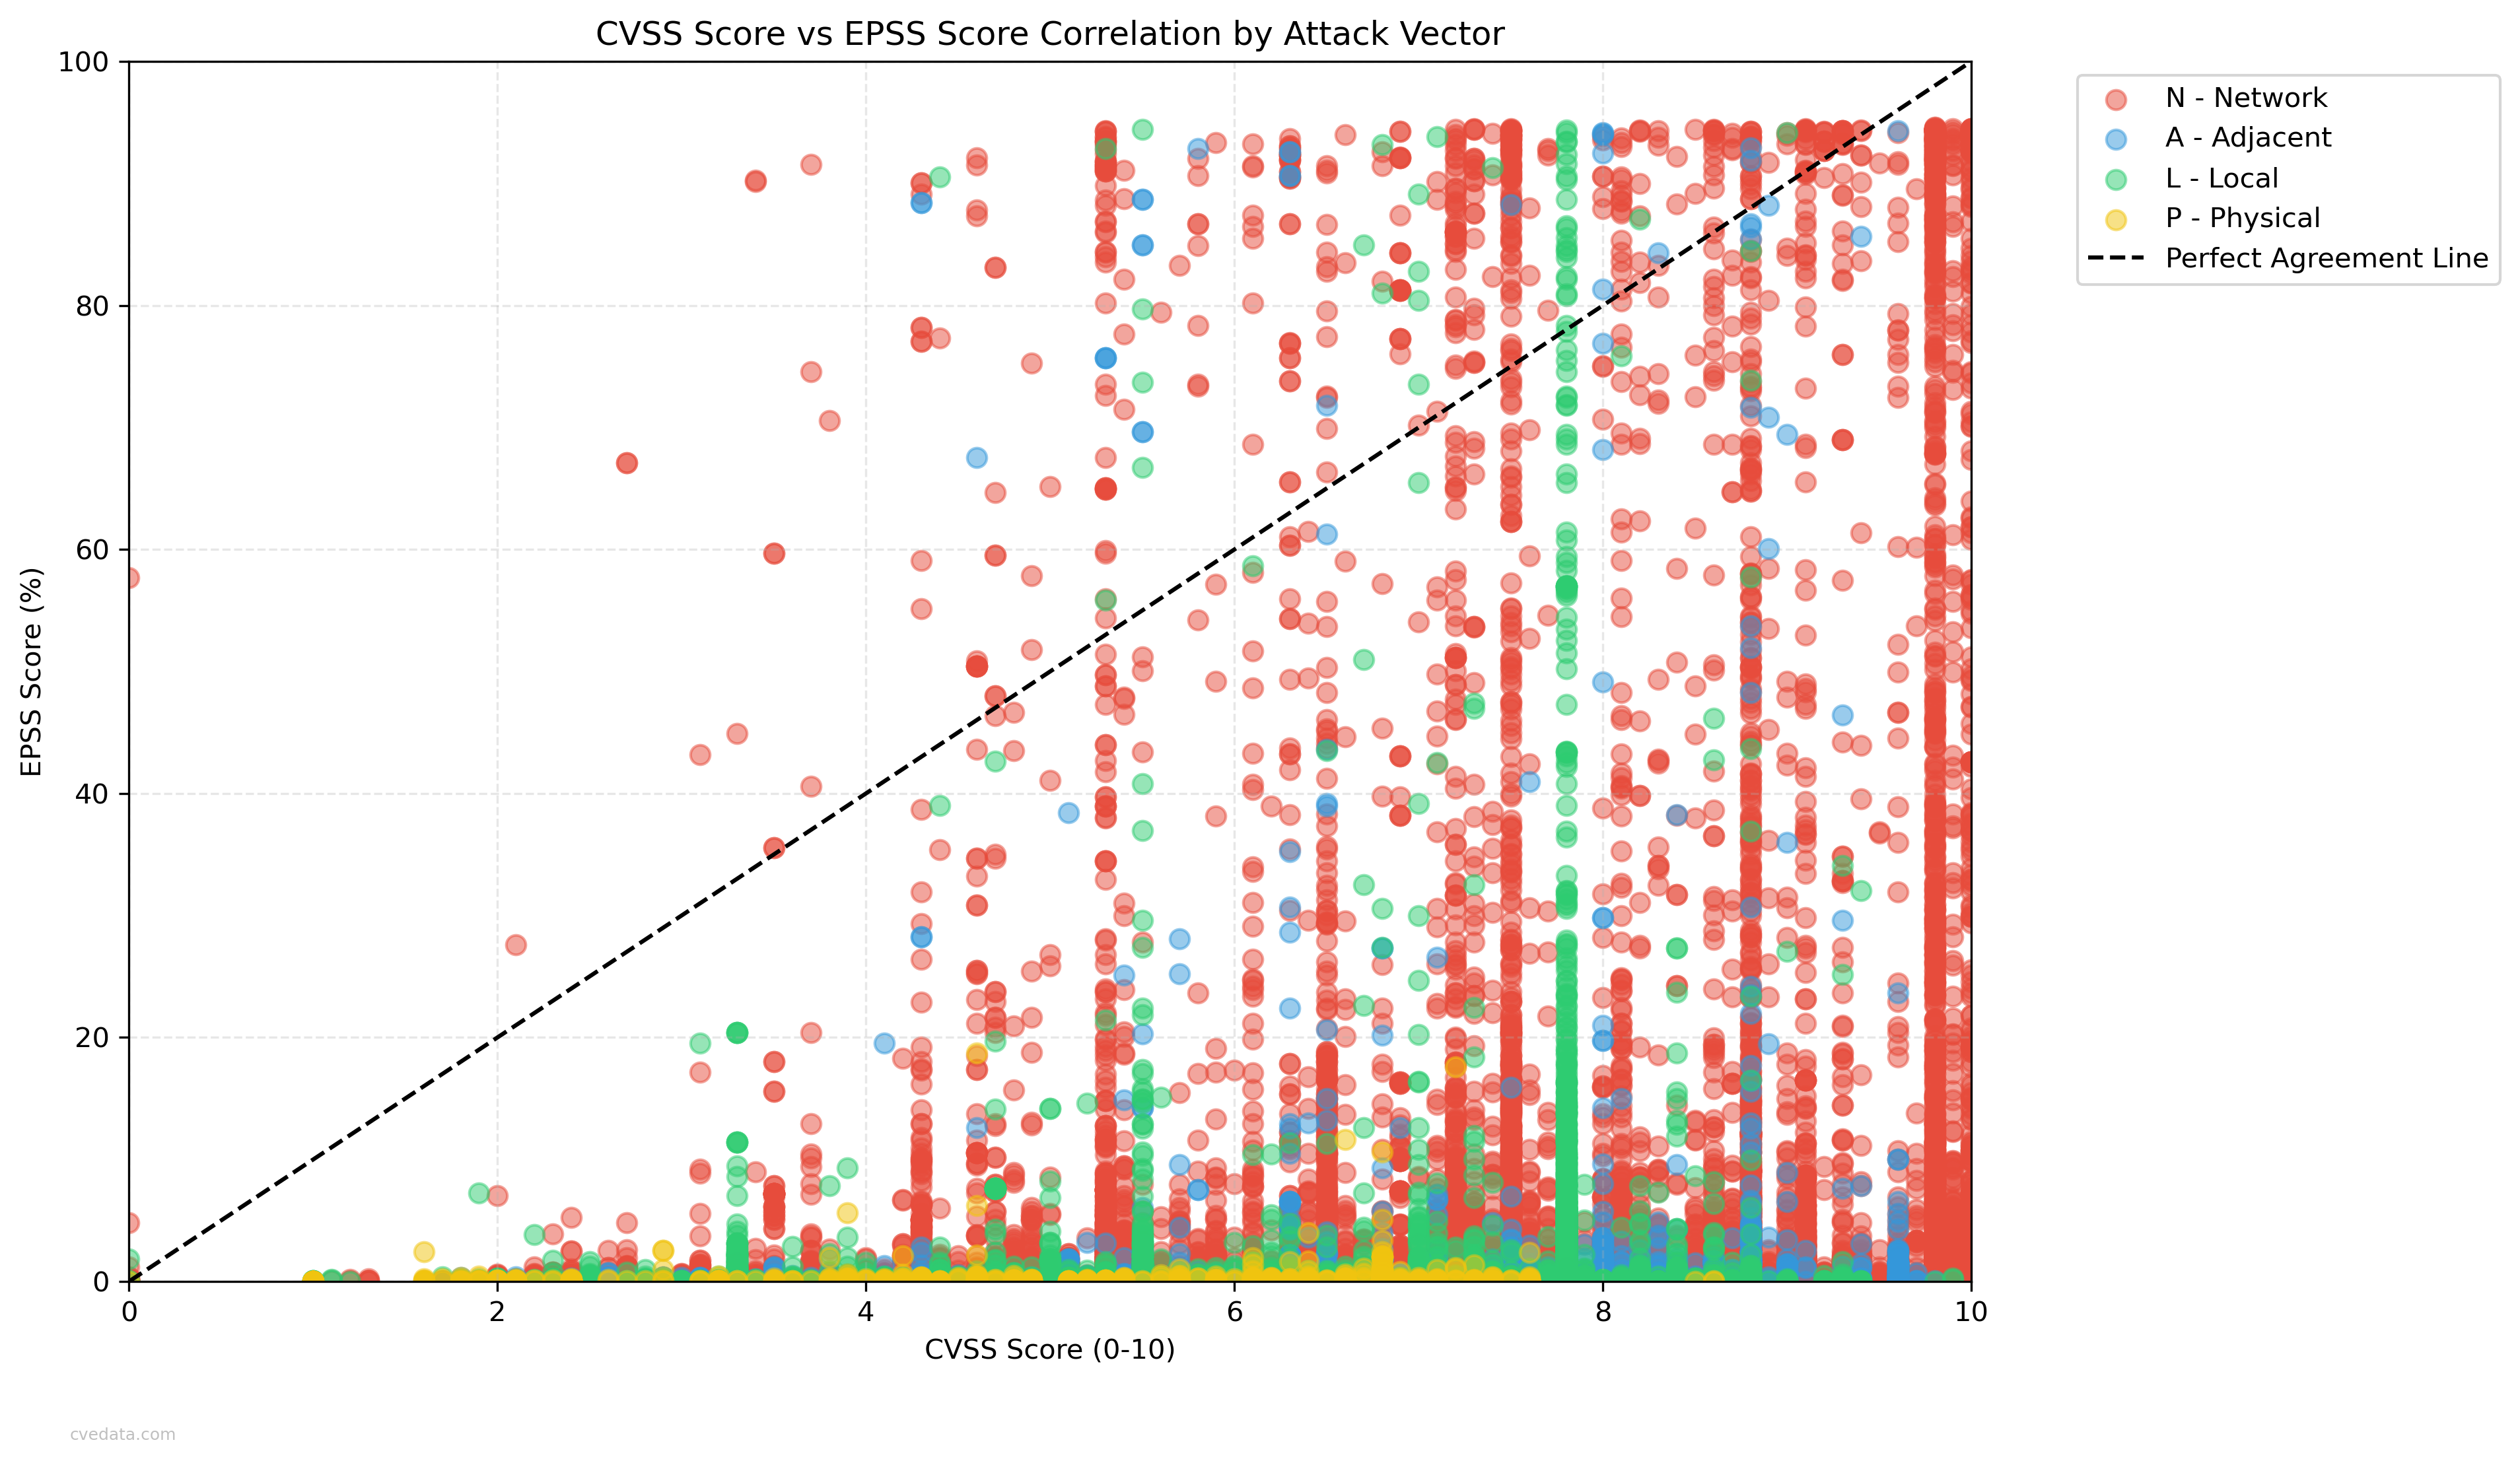 CVSS Score vs EPSS Score Correlation by Attack Vector
100
80
60
40
20
0
EPSS Score (%)
0 2 4 6 8 10
CVSS Score (0-10)
N - Network
A - Adjacent
L - Local
P - Physical
Perfect Agreement Line
cvedata.com